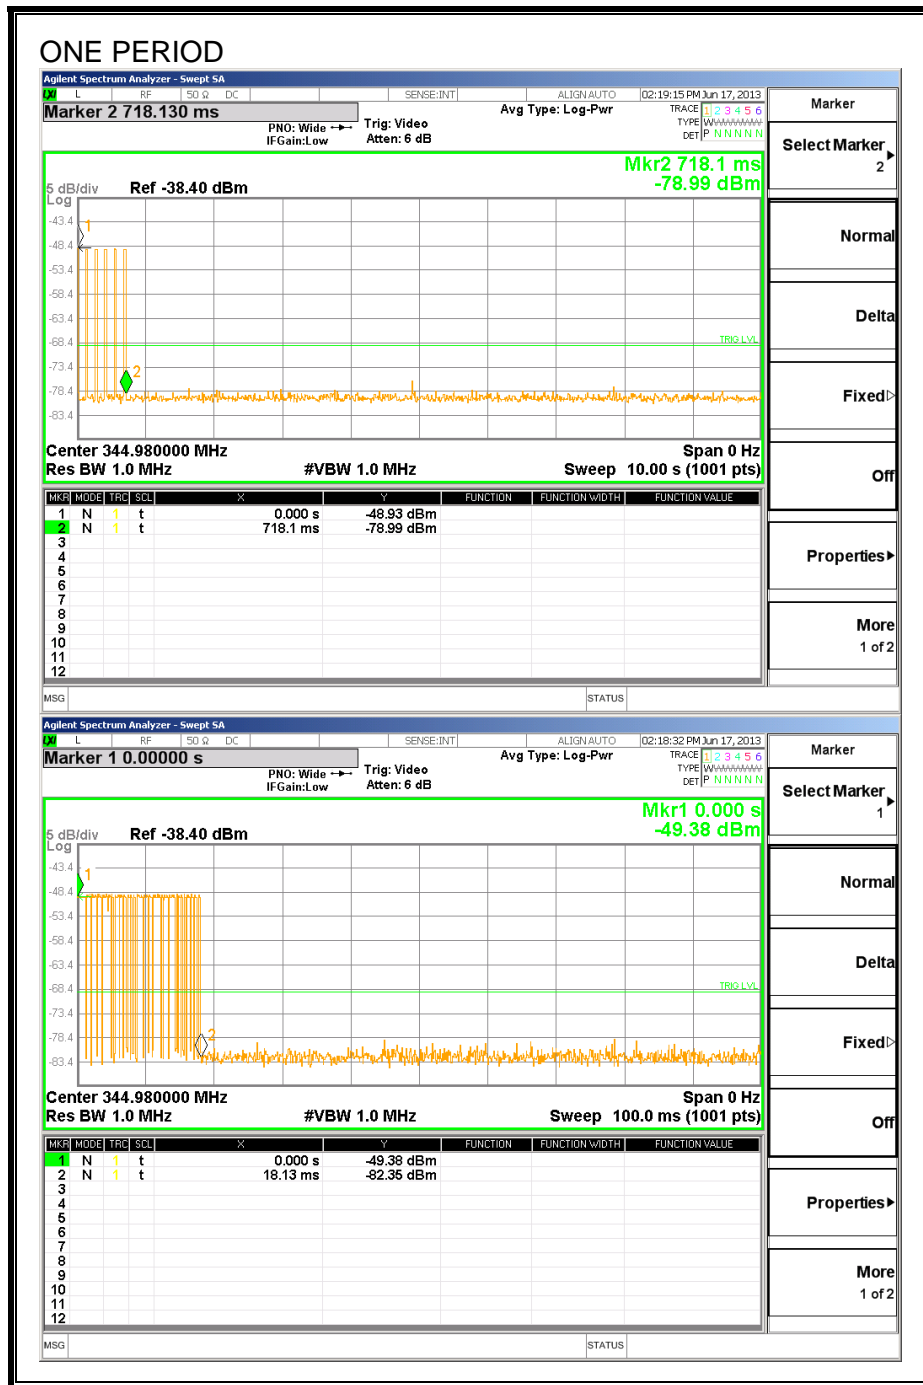 ONE PERIOD
Agilent Spectrum Analyzer - Swept SA
LXI L RF 50 Ω DC SENSE:INT ALIGN AUTO 02:19:15 PM Jun 17, 2013
Marker 2 718.130 ms
PNO: Wide
IFGain:Low
Trig: Video
Atten: 6 dB
Avg Type: Log-Pwr
TRACE 1 2 3 4 5 6
TYPE W
DET P N N N N N
Mkr2 718.1 ms
-78.99 dBm
5 dB/div
Log
Ref -38.40 dBm
-43.4
-48.4
-53.4
-58.4
-63.4
-68.4
-73.4
-78.4
-83.4
1
2
TRIG LVL
Center 344.980000 MHz Span 0 Hz
Res BW 1.0 MHz #VBW 1.0 MHz Sweep 10.00 s (1001 pts)
MKR MODE TRC SCL X Y FUNCTION FUNCTION WIDTH FUNCTION VALUE
1 N 1 t 0.000 s -48.93 dBm
2 N 1 t 718.1 ms -78.99 dBm
3
4
5
6
7
8
9
10
11
12
MSG STATUS
Marker
Select Marker
2
Normal
Delta
Fixed
Off
Properties
More
1 of 2
Agilent Spectrum Analyzer - Swept SA
LXI L RF 50 Ω DC SENSE:INT ALIGN AUTO 02:18:32 PM Jun 17, 2013
Marker 1 0.00000 s
PNO: Wide
IFGain:Low
Trig: Video
Atten: 6 dB
Avg Type: Log-Pwr
TRACE 1 2 3 4 5 6
TYPE W
DET P N N N N N
Mkr1 0.000 s
-49.38 dBm
5 dB/div
Log
Ref -38.40 dBm
-43.4
-48.4
-53.4
-58.4
-63.4
-68.4
-73.4
-78.4
-83.4
1
2
TRIG LVL
Center 344.980000 MHz Span 0 Hz
Res BW 1.0 MHz #VBW 1.0 MHz Sweep 100.0 ms (1001 pts)
MKR MODE TRC SCL X Y FUNCTION FUNCTION WIDTH FUNCTION VALUE
1 N 1 t 0.000 s -49.38 dBm
2 N 1 t 18.13 ms -82.35 dBm
3
4
5
6
7
8
9
10
11
12
MSG STATUS
Marker
Select Marker
1
Normal
Delta
Fixed
Off
Properties
More
1 of 2